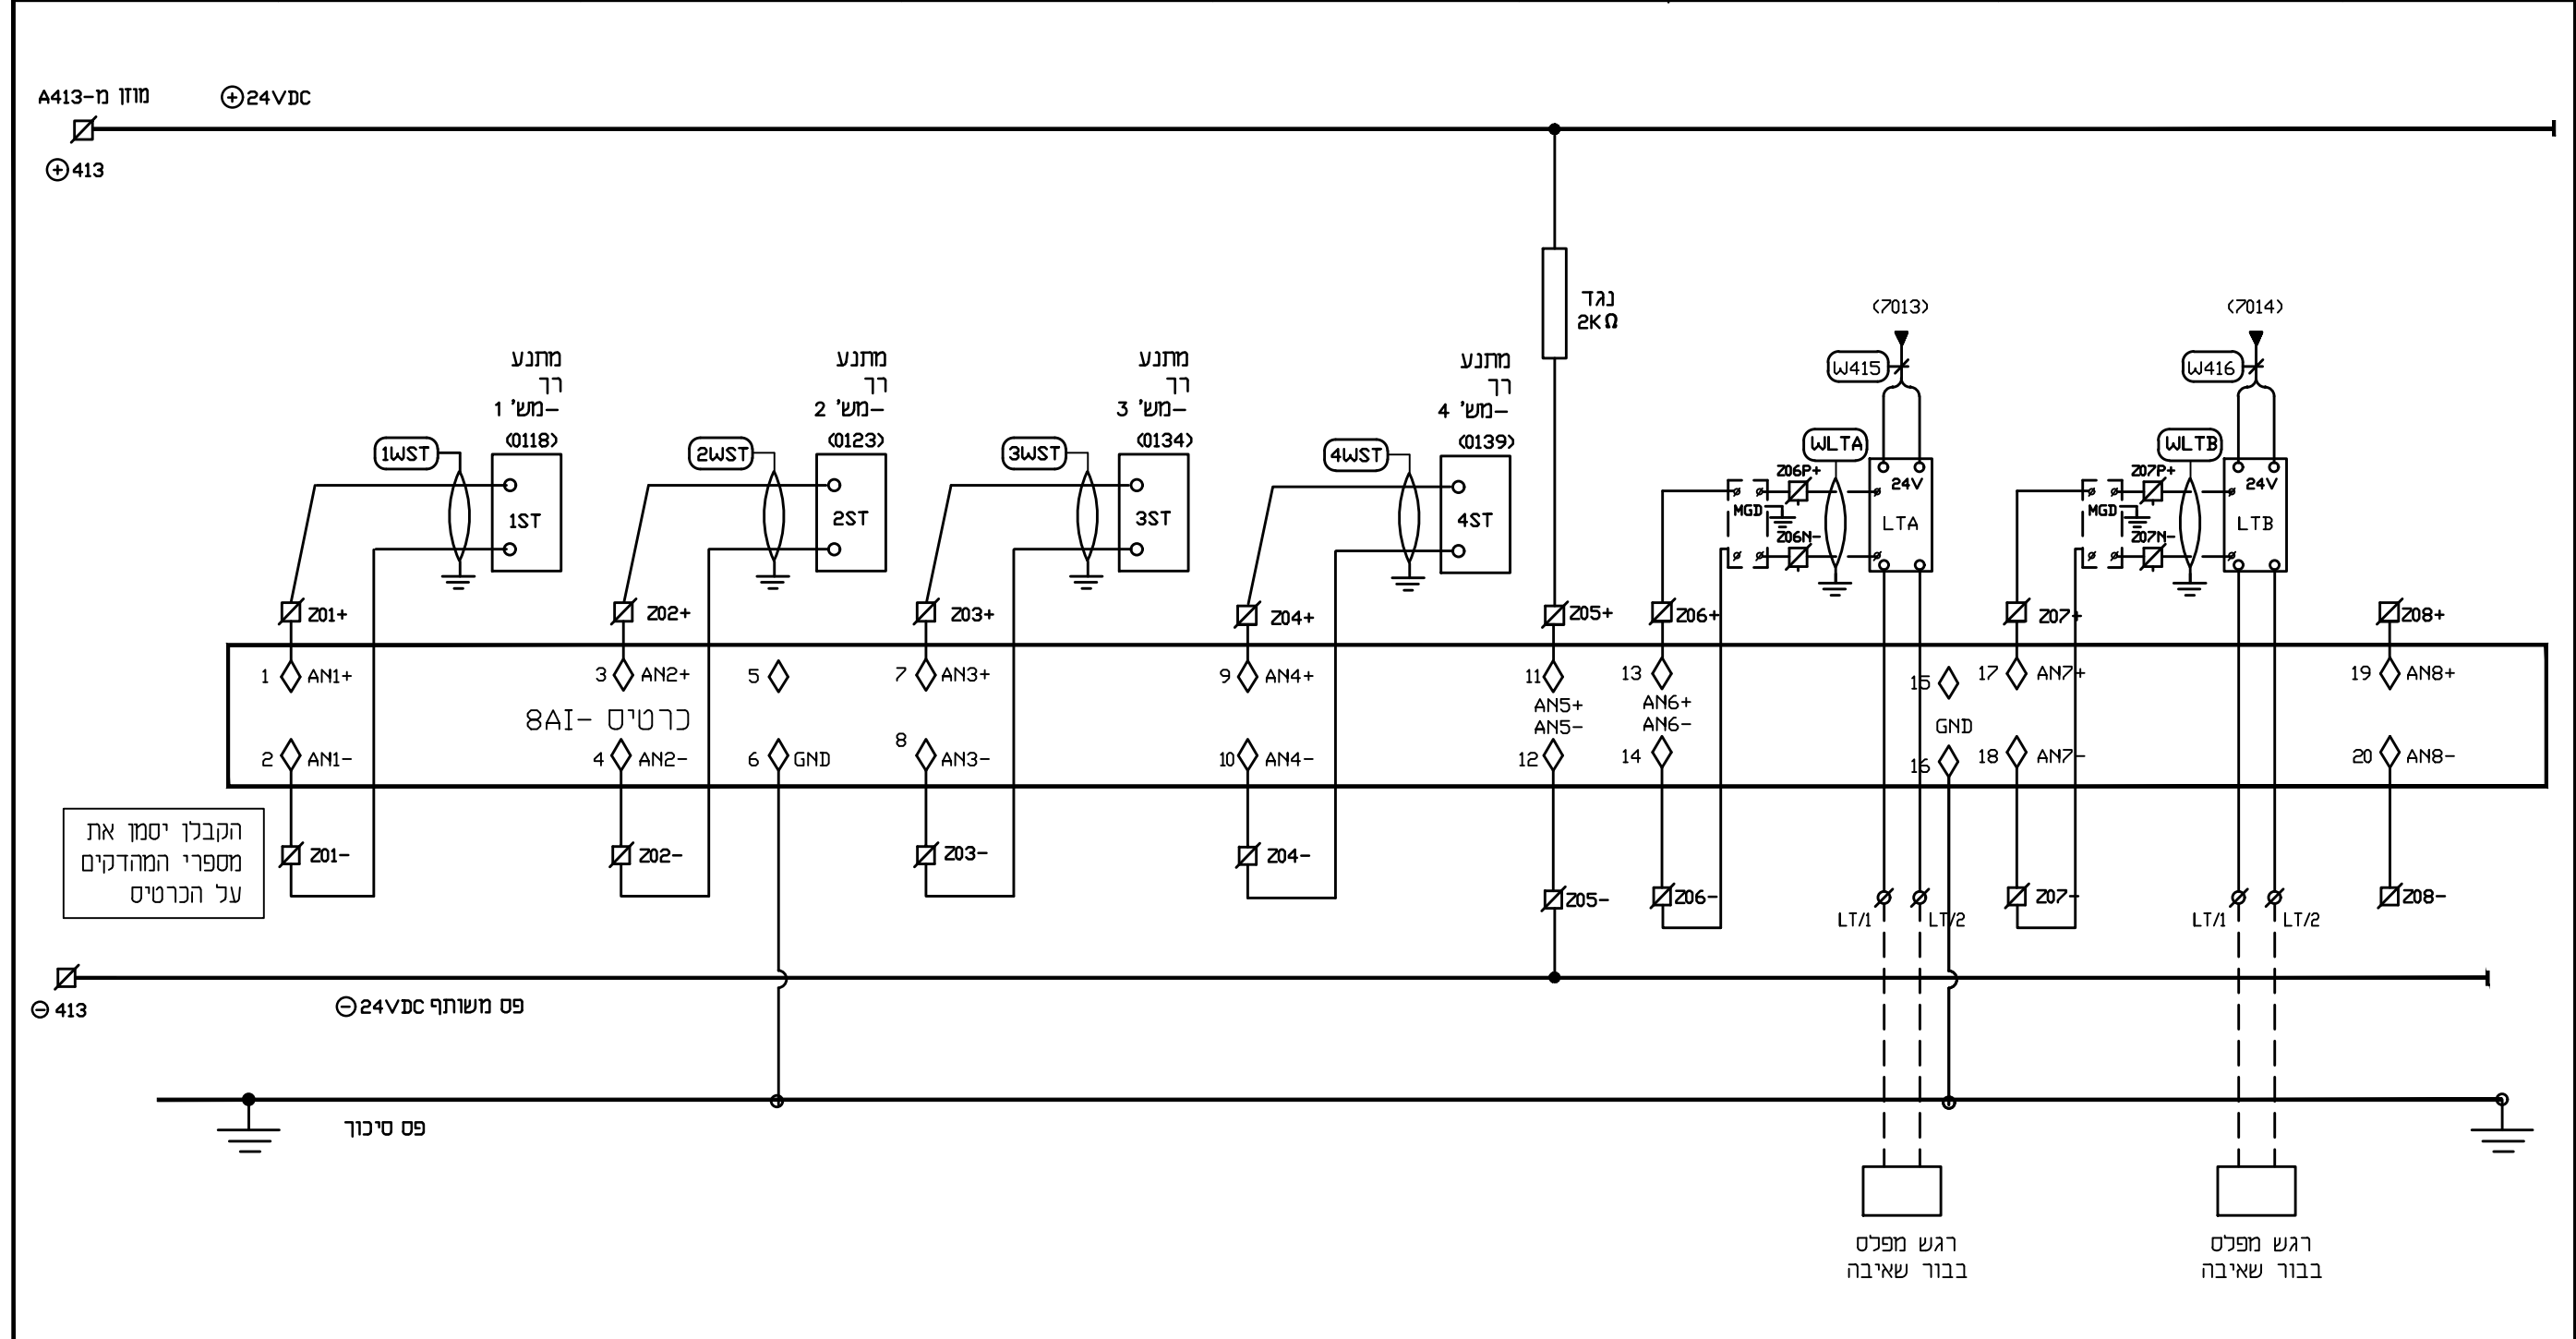 מוזן מ-A413
⊕24VDC
⊕413
נגד
2KΩ
(7013)
(7014)
W415
W416
מתנע
רך
-מש' 1
(0118)
מתנע
רך
-מש' 2
(0123)
מתנע
רך
-מש' 3
(0134)
מתנע
רך
-מש' 4
(0139)
1WST
2WST
3WST
4WST
WLTA
WLTB
1ST
2ST
3ST
4ST
Z06P+
MGD
Z06N-
24V
LTA
Z07P+
MGD
Z07N-
24V
LTB
Z01+
Z02+
Z03+
Z04+
Z05+
Z06+
Z07+
Z08+
1 AN1+
3 AN2+
5
7 AN3+
9 AN4+
11
AN5+
13
AN6+
15
17 AN7+
19 AN8+
כרטיס -8AI
AN5-
AN6-
GND
2 AN1-
4 AN2-
6 GND
8 AN3-
10 AN4-
12
14
16
18 AN7-
20 AN8-
הקבלן יסמן את
מספרי המהדקים
על הכרטיס
Z01-
Z02-
Z03-
Z04-
Z05-
Z06-
Z07-
Z08-
LT/1
LT/2
LT/1
LT/2
⊖ 413
⊖24VDC פס משותף
פס סיכוך
רגש מפלס
בבור שאיבה
רגש מפלס
בבור שאיבה